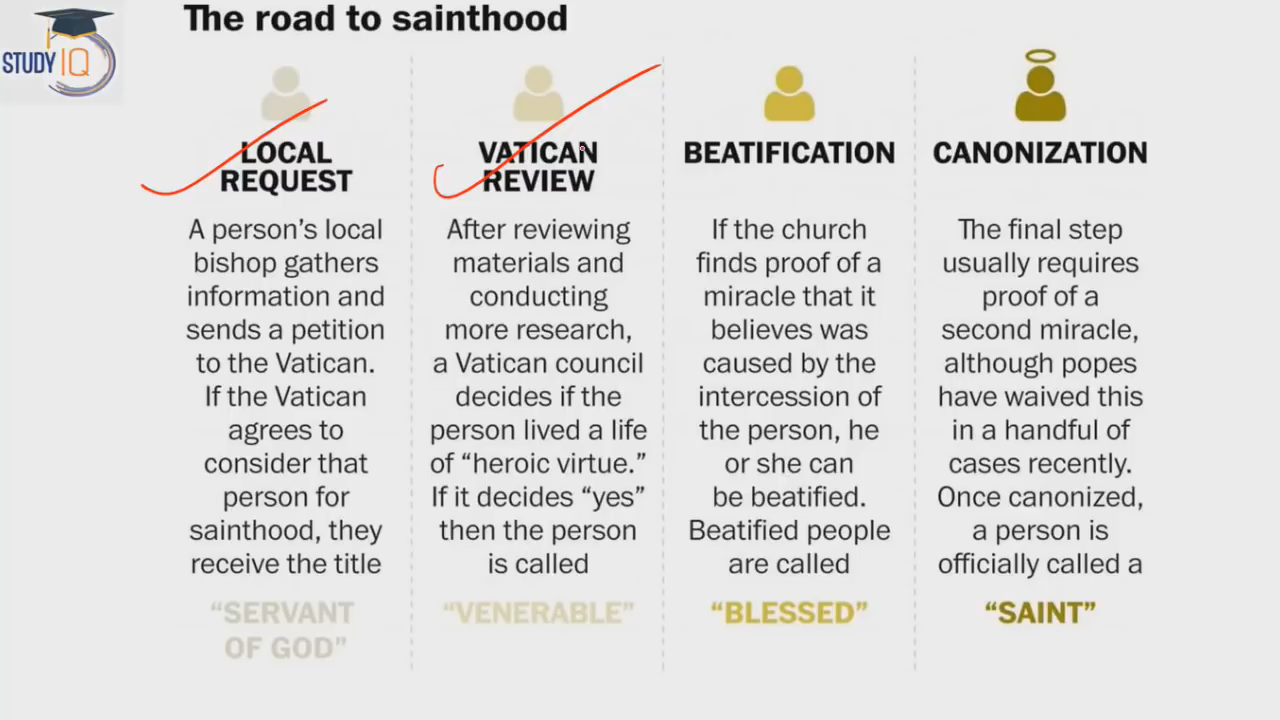 The road to sainthood
STUDY IQ
LOCAL
REQUEST
A person's local
bishop gathers
information and
sends a petition
to the Vatican.
If the Vatican
agrees to
consider that
person for
sainthood, they
receive the title
“SERVANT
OF GOD”
VATICAN
REVIEW
After reviewing
materials and
conducting
more research,
a Vatican council
decides if the
person lived a life
of “heroic virtue.”
If it decides “yes”
then the person
is called
“VENERABLE”
BEATIFICATION
If the church
finds proof of a
miracle that it
believes was
caused by the
intercession of
the person, he
or she can
be beatified.
Beatified people
are called
“BLESSED”
CANONIZATION
The final step
usually requires
proof of a
second miracle,
although popes
have waived this
in a handful of
cases recently.
Once canonized,
a person is
officially called a
“SAINT”